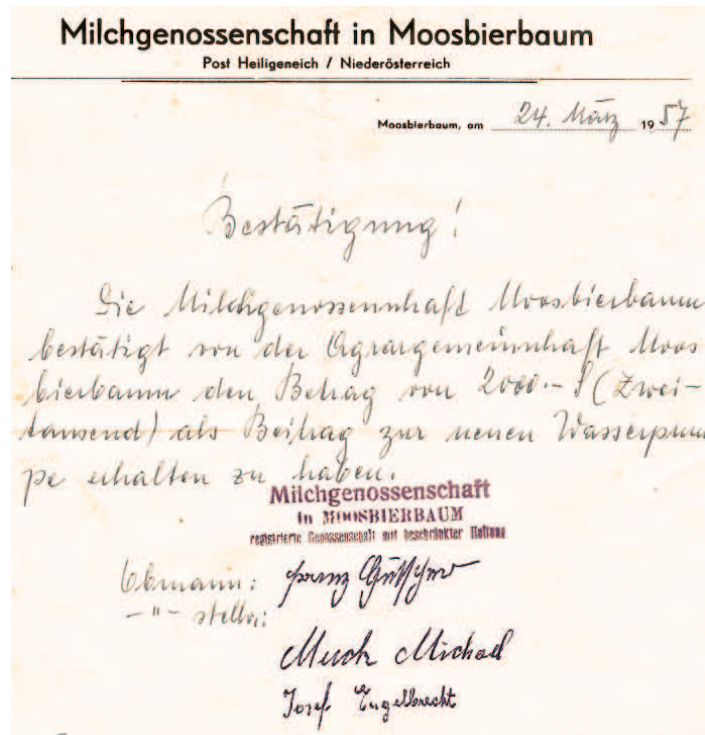 Milchgenossenschaft in Moosbierbaum
Post Heiligeneich / Niederösterreich
Moosbierbaum, am 24. März 1957
Bestätigung!
Die Milchgenossenschaft Moosbierbaum
bestätigt von der Agrargemeinschaft Moos
bierbaum den Betrag von 2000.- S (Zwei-
tausend) als Beitrag zur neuen Wasserpum
pe erhalten zu haben.
Milchgenossenschaft
in MOOSBIERBAUM
registrierte Genossenschaft mit beschränkter Haftung
Obmann: Franz
-"- stellv:
Muck Michael
Josef Engelbrecht